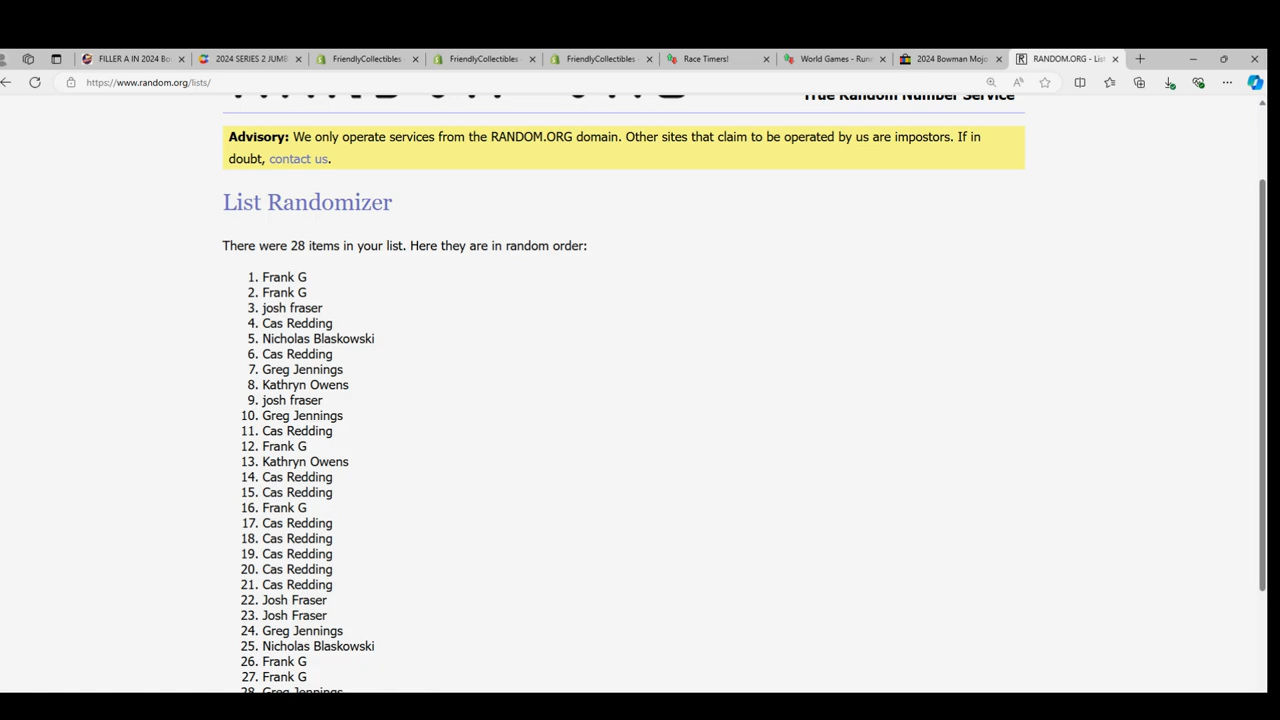 FILLER A IN 2024 Bo
2024 SERIES 2 JUMB
FriendlyCollectibles
FriendlyCollectibles
FriendlyCollectibles
Race Timers!
World Games - Runn
2024 Bowman Mojo
RANDOM.ORG - List
https://www.random.org/lists/
True Random Number Service
Advisory: We only operate services from the RANDOM.ORG domain. Other sites that claim to be operated by us are impostors. If in
doubt, contact us.
List Randomizer
There were 28 items in your list. Here they are in random order:
1. Frank G
2. Frank G
3. josh fraser
4. Cas Redding
5. Nicholas Blaskowski
6. Cas Redding
7. Greg Jennings
8. Kathryn Owens
9. josh fraser
10. Greg Jennings
11. Cas Redding
12. Frank G
13. Kathryn Owens
14. Cas Redding
15. Cas Redding
16. Frank G
17. Cas Redding
18. Cas Redding
19. Cas Redding
20. Cas Redding
21. Cas Redding
22. Josh Fraser
23. Josh Fraser
24. Greg Jennings
25. Nicholas Blaskowski
26. Frank G
27. Frank G
28. Greg Jennings